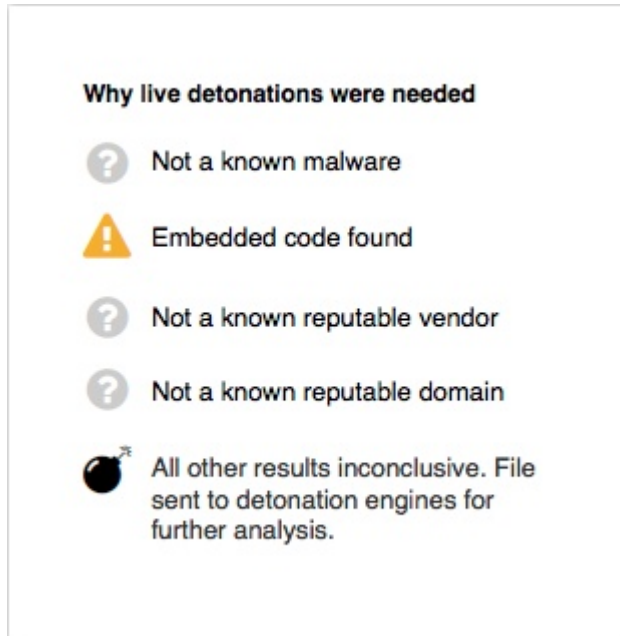 Why live detonations were needed
Not a known malware
Embedded code found
Not a known reputable vendor
Not a known reputable domain
All other results inconclusive. File
sent to detonation engines for
further analysis.